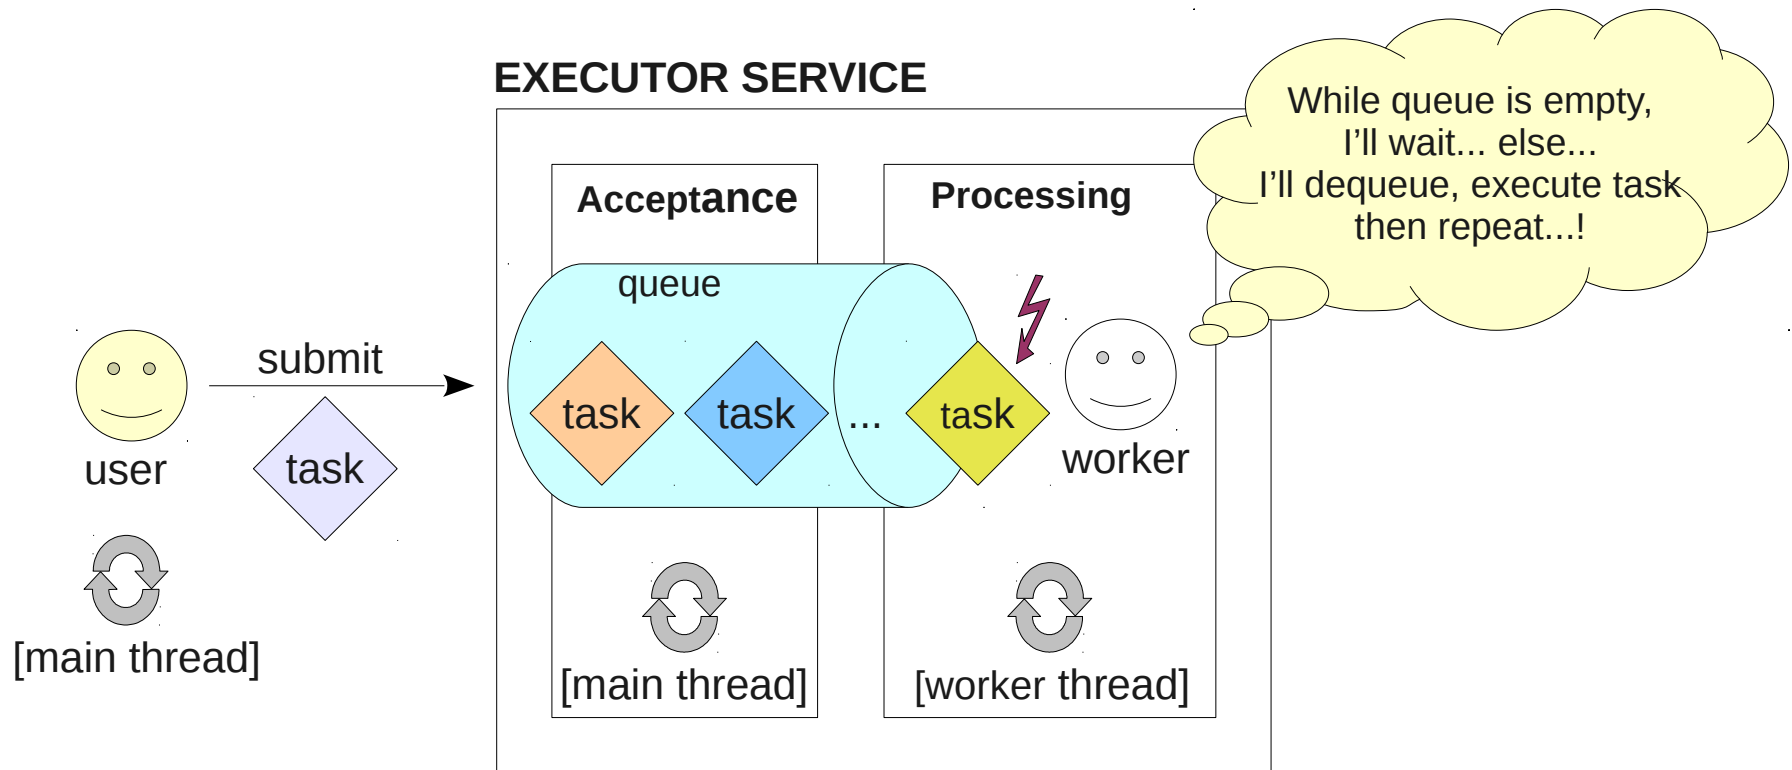 EXECUTOR SERVICE
While queue is empty,
I'll wait... else...
I'll dequeue, execute task
then repeat...!
Acceptance
Processing
queue
submit
task
task
...
task
task
user
worker
[main thread]
[main thread]
[worker thread]